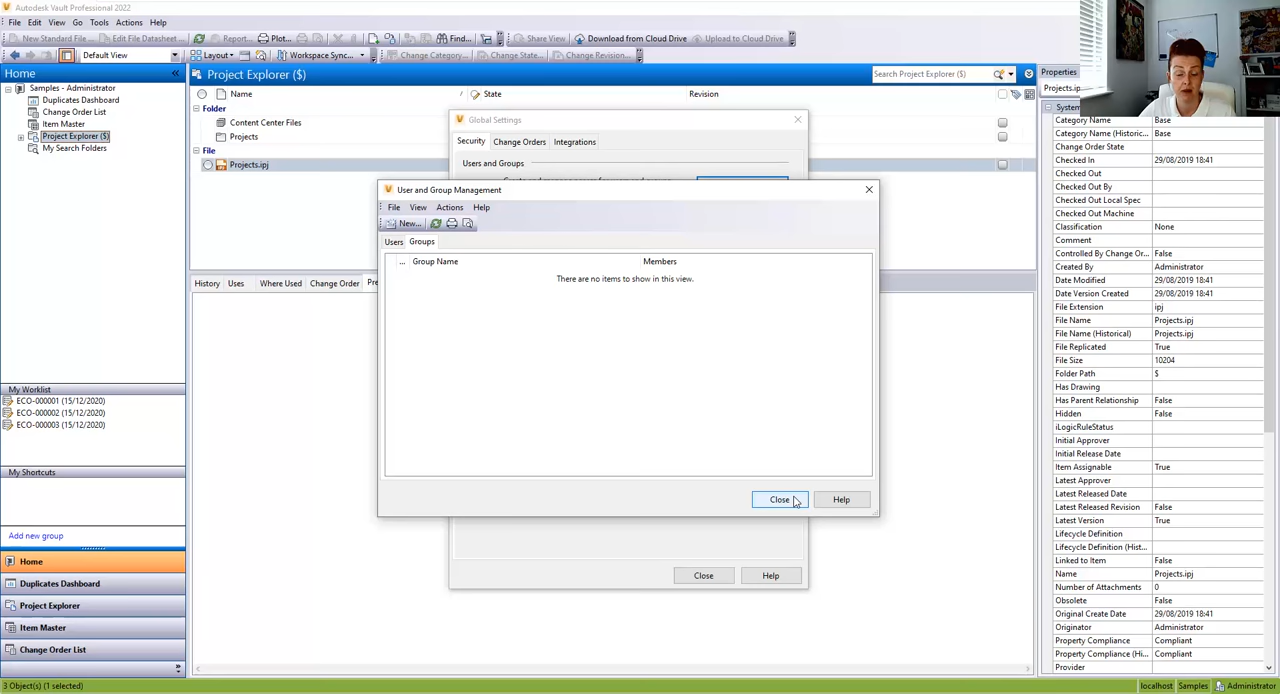 Autodesk Vault Professional 2022
File Edit View Go Tools Actions Help
New Standard File... Edit File Datasheet... Report... Plot... Find... Share View Download from Cloud Drive Upload to Cloud Drive
Default View Layout Workspace Sync... Change Category... Change State... Change Revision...
Home
Samples - Administrator
Duplicates Dashboard
Change Order List
Item Master
Project Explorer ($)
My Search Folders
My Worklist
ECO-000001 (15/12/2020)
ECO-000002 (15/12/2020)
ECO-000003 (15/12/2020)
My Shortcuts
Add new group
Home
Duplicates Dashboard
Project Explorer
Item Master
Change Order List
Project Explorer ($)
Search Project Explorer ($)
Name State Revision
Folder
Content Center Files
Projects
File
Projects.ipj
History Uses Where Used Change Order
Global Settings
Security Change Orders Integrations
Users and Groups
User and Group Management
File View Actions Help
New...
Users Groups
... Group Name Members
There are no items to show in this view.
Close Help
Close Help
Properties
Projects.ip
System
Category Name Base
Category Name (Historic... Base
Change Order State
Checked In 29/08/2019 18:41
Checked Out
Checked Out By
Checked Out Local Spec
Checked Out Machine
Classification None
Comment
Controlled By Change Or... False
Created By Administrator
Date Modified 29/08/2019 18:41
Date Version Created 29/08/2019 18:41
File Extension ipj
File Name Projects.ipj
File Name (Historical) Projects.ipj
File Replicated True
File Size 10204
Folder Path $
Has Drawing
Has Parent Relationship False
Hidden False
iLogicRuleStatus
Initial Approver
Initial Release Date
Item Assignable True
Latest Approver
Latest Released Date
Latest Released Revision False
Latest Version True
Lifecycle Definition
Lifecycle Definition (Hist...
Linked to Item False
Name Projects.ipj
Number of Attachments 0
Obsolete False
Original Create Date 29/08/2019 18:41
Originator Administrator
Property Compliance Compliant
Property Compliance (Hi... Compliant
Provider
3 Object(s) (1 selected) localhost Samples Administrator